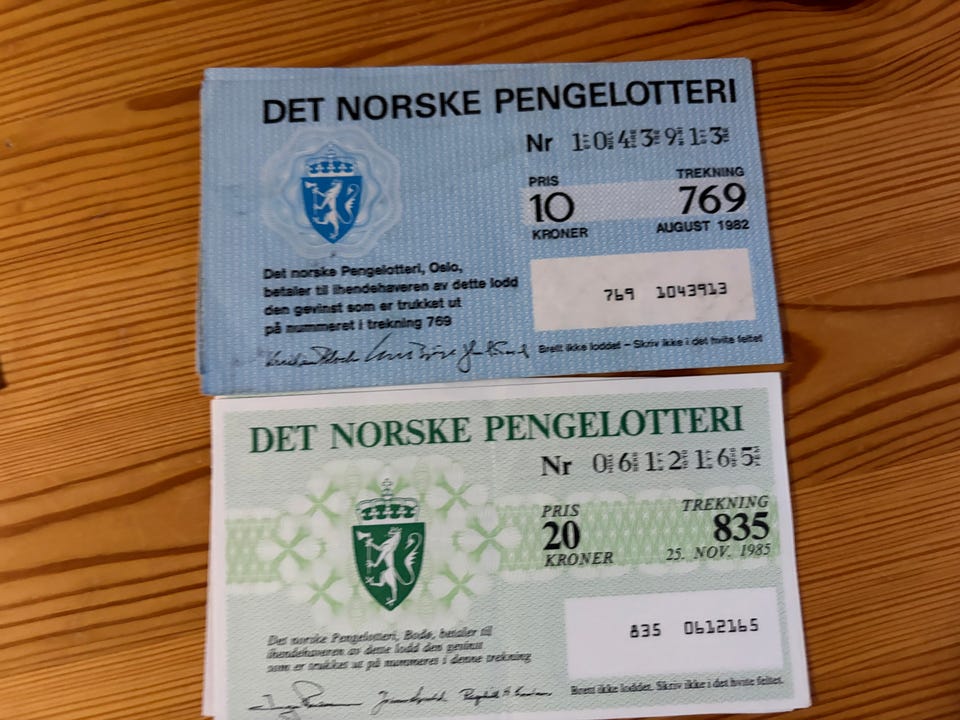 DET NORSKE PENGELOTTERI
Nr 1043913
PRIS
10
KRONER
TREKNING
769
AUGUST 1982
Det norske Pengelotteri, Oslo,
betaler til ihendehaveren av dette lodd
den gevinst som er trukket ut
på nummeret i trekning 769
769 1043913
Brett ikke loddet – Skriv ikke i det hvite feltet
DET NORSKE PENGELOTTERI
Nr 0612165
PRIS
20
KRONER
TREKNING
835
25. NOV. 1985
Det norske Pengelotteri, Bodø, betaler til
ihendehaveren av dette lodd den gevinst
som er trukket ut på nummeret i denne trekning
835 0612165
Brett ikke loddet. Skriv ikke i det hvite feltet.